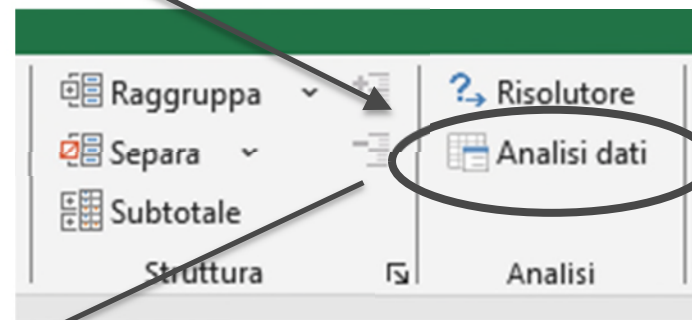 Raggruppa
Separa
Subtotale
Struttura
Risolutore
Analisi dati
Analisi